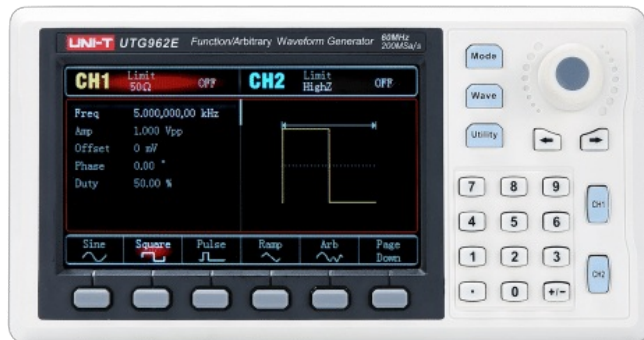 UNI-T UTG962E Function/Arbitrary Waveform Generator 60MHz
200MSa/s
CH1 Limit
50Ω OFF
CH2 Limit
HighZ OFF
Freq 5.000,000,00 kHz
Amp 1.000 Vpp
Offset 0 mV
Phase 0.00 °
Duty 50.00 %
Sine Square Pulse Ramp Arb Page
Down
Mode
Wave
Utility
7 8 9
4 5 6
1 2 3
. 0 +/-
CH1
CH2